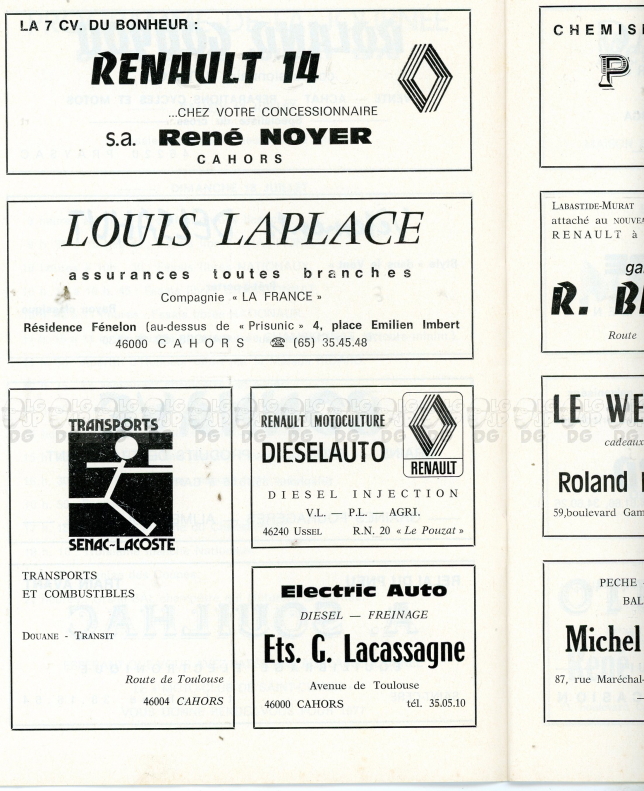 LA 7 CV. DU BONHEUR :
RENAULT 14
...CHEZ VOTRE CONCESSIONNAIRE
s.a. René NOYER
CAHORS
LOUIS LAPLACE
assurances toutes branches
Compagnie « LA FRANCE »
Résidence Fénelon (au-dessus de « Prisunic » 4, place Emilien Imbert
46000 CAHORS ☎ (65) 35.45.48
TRANSPORTS
SENAC-LACOSTE
TRANSPORTS
ET COMBUSTIBLES
DOUANE - TRANSIT
Route de Toulouse
46004 CAHORS
RENAULT MOTOCULTURE
DIESELAUTO
RENAULT
DIESEL INJECTION
V.L. — P.L. — AGRI.
46240 USSEL R.N. 20 « Le Pouzat »
Electric Auto
DIESEL — FREINAGE
Ets. G. Lacassagne
Avenue de Toulouse
46000 CAHORS tél. 35.05.10
CHEMIS
P
LABASTIDE-MURAT
attaché au
RENAULT à
ga
R. B
Route
LE WE
cadeaux
Roland
59, boulevard Gam
PECHE -
BAL
Michel
87, rue Maréchal-